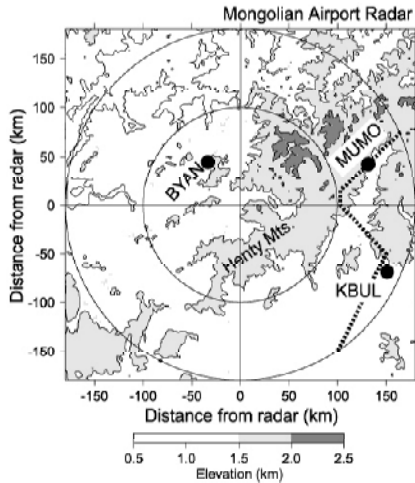 Mongolian Airport Radar
Distance from radar (km)
150
100
50
0
-50
-100
-150
BYAN
MUMO
Henty Mts.
KBUL
-150 -100 -50 0 50 100 150
Distance from radar (km)
0.5 1.0 1.5 2.0 2.5
Elevation (km)